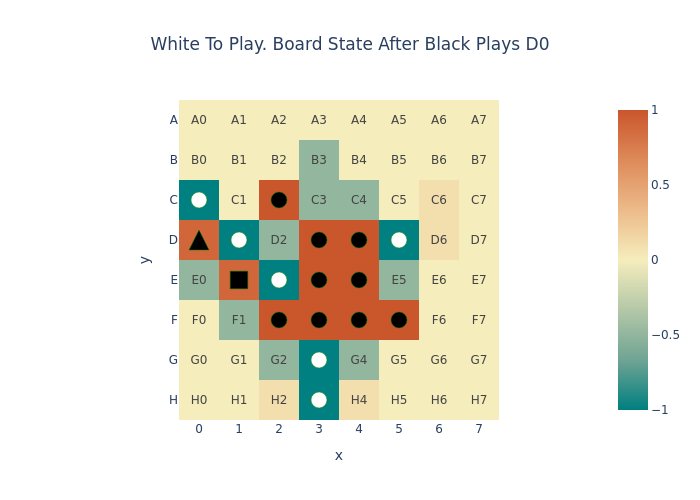 White To Play. Board State After Black Plays D0
A A0 A1 A2 A3 A4 A5 A6 A7
B B0 B1 B2 B3 B4 B5 B6 B7
C C1 C3 C4 C5 C6 C7
D D2 D6 D7
E E0 E5 E6 E7
F F0 F1 F6 F7
G G0 G1 G2 G4 G5 G6 G7
H H0 H1 H2 H4 H5 H6 H7
0 1 2 3 4 5 6 7
x
y
1
0.5
0
−0.5
−1